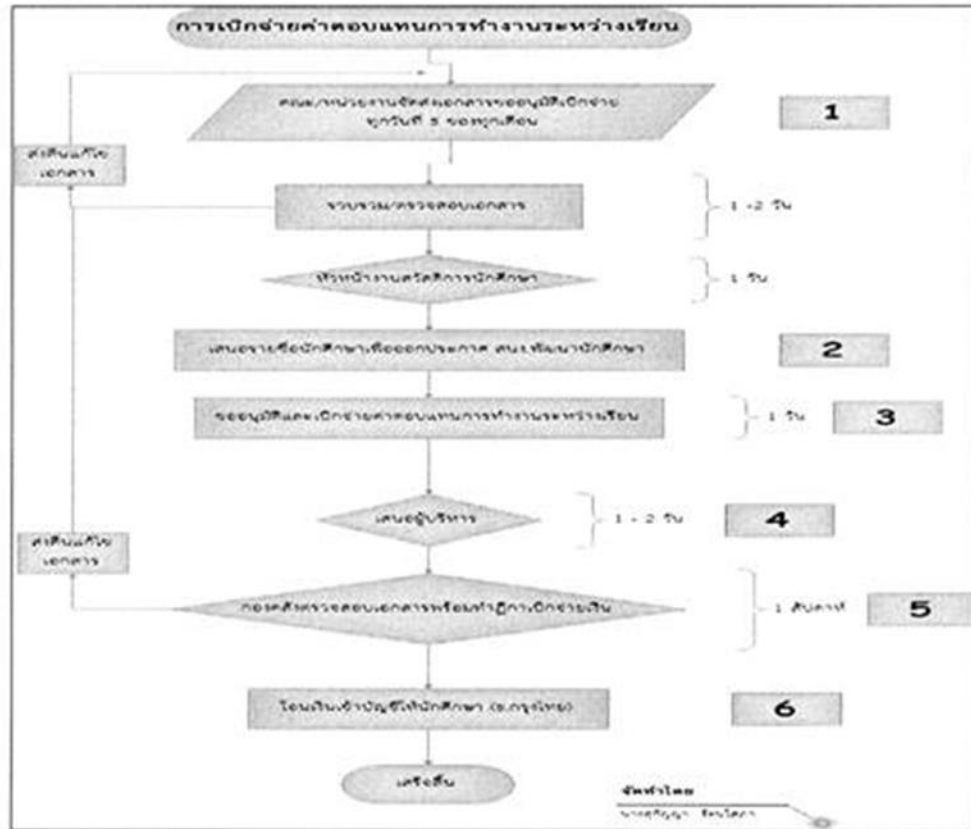 การเบิกจ่ายค่าตอบแทนการทำงานระหว่างเรียน
คณะ/หน่วยงานจัดส่งเอกสารขออนุมัติเบิกจ่าย
ทุกวันที่ 5 ของทุกเดือน
1
ส่งคืนแก้ไข
เอกสาร
รวบรวม/ตรวจสอบเอกสาร
1 -2 วัน
หัวหน้างานสวัสดิการนักศึกษา
1 วัน
เสนอรายชื่อนักศึกษาเพื่อออกประกาศ สนง.พัฒนานักศึกษา
2
ขออนุมัติและเบิกจ่ายค่าตอบแทนการทำงานระหว่างเรียน
1 วัน
3
เสนอผู้บริหาร
1 - 2 วัน
4
ส่งคืนแก้ไข
เอกสาร
กองคลังตรวจสอบเอกสารพร้อมทำฎีกาเบิกจ่ายเงิน
1 สัปดาห์
5
โอนเงินเข้าบัญชีให้นักศึกษา (ธ.กรุงไทย)
6
เสร็จสิ้น
จัดทำโดย